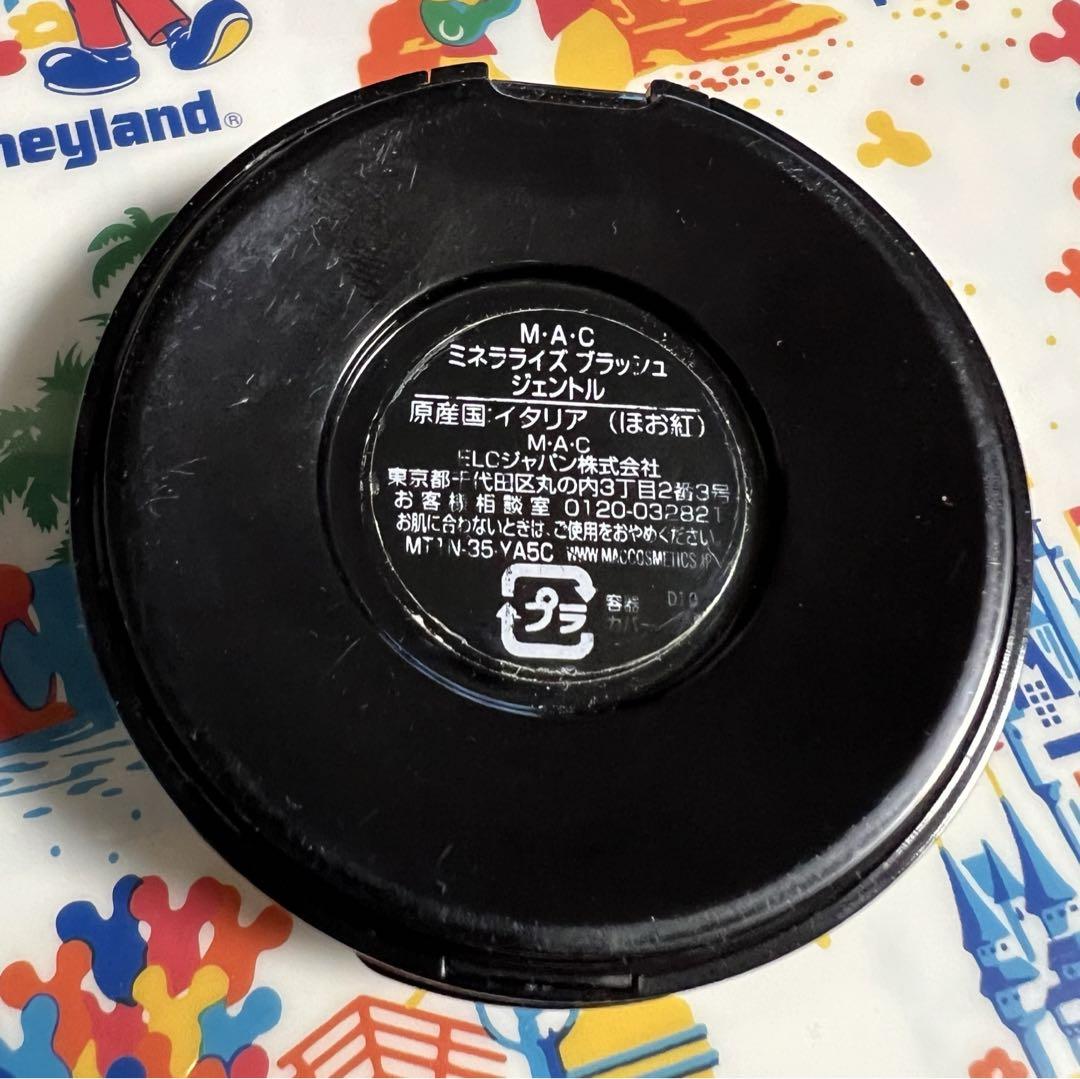 neyland®
M·A·C
ミネラライズ ブラッシュ
ジェントル
原産国:イタリア (ほお紅)
M·A·C
ELCジャパン株式会社
東京都千代田区丸の内3丁目2番3号
お客様相談室 0120-032821
お肌に合わないときは、ご使用をおやめください
MT1N-35-YA5C WWW.MACCOSMETICS.JP
プラ
容器 D10
カバー